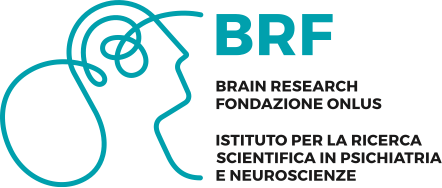 BRF
BRAIN RESEARCH
FONDAZIONE ONLUS
ISTITUTO PER LA RICERCA
SCIENTIFICA IN PSICHIATRIA
E NEUROSCIENZE